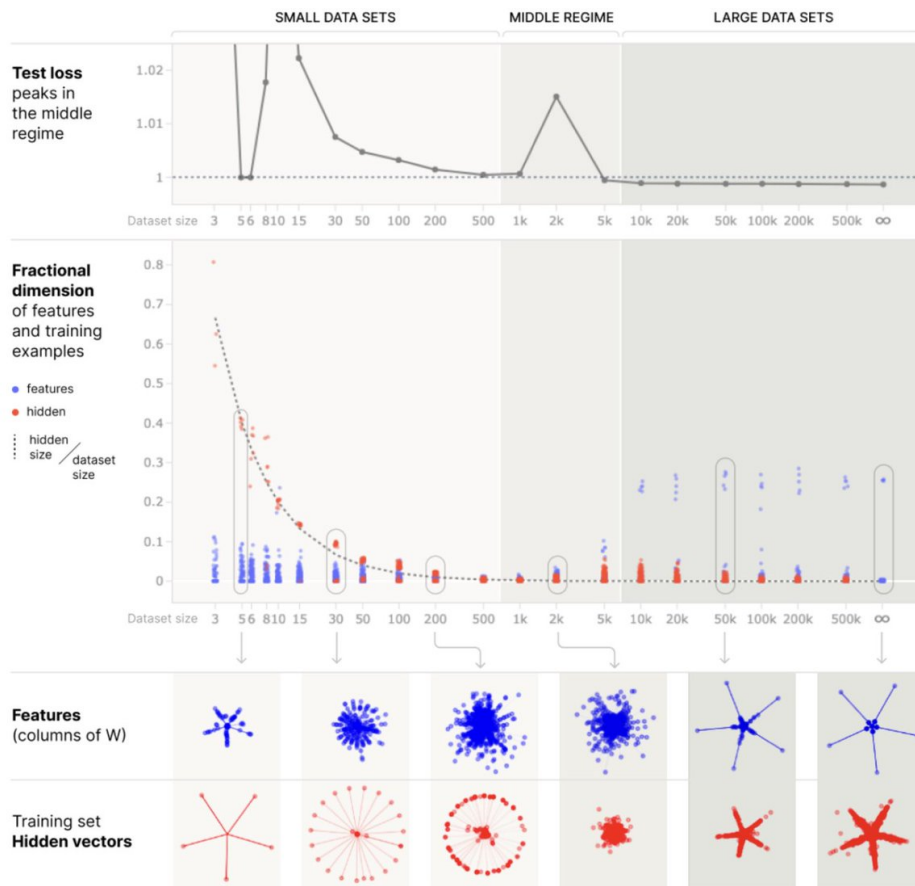 SMALL DATA SETS
MIDDLE REGIME
LARGE DATA SETS
Test loss
peaks in
the middle
regime
1.02
1.01
1
Dataset size 3 5 6 8 10 15 30 50 100 200 500 1k 2k 5k 10k 20k 50k 100k 200k 500k ∞
Fractional
dimension
of features
and training
examples
features
hidden
hidden
size
dataset
size
0.8
0.7
0.6
0.5
0.4
0.3
0.2
0.1
0
Dataset size 3 5 6 8 10 15 30 50 100 200 500 1k 2k 5k 10k 20k 50k 100k 200k 500k ∞
Features
(columns of W)
Training set
Hidden vectors